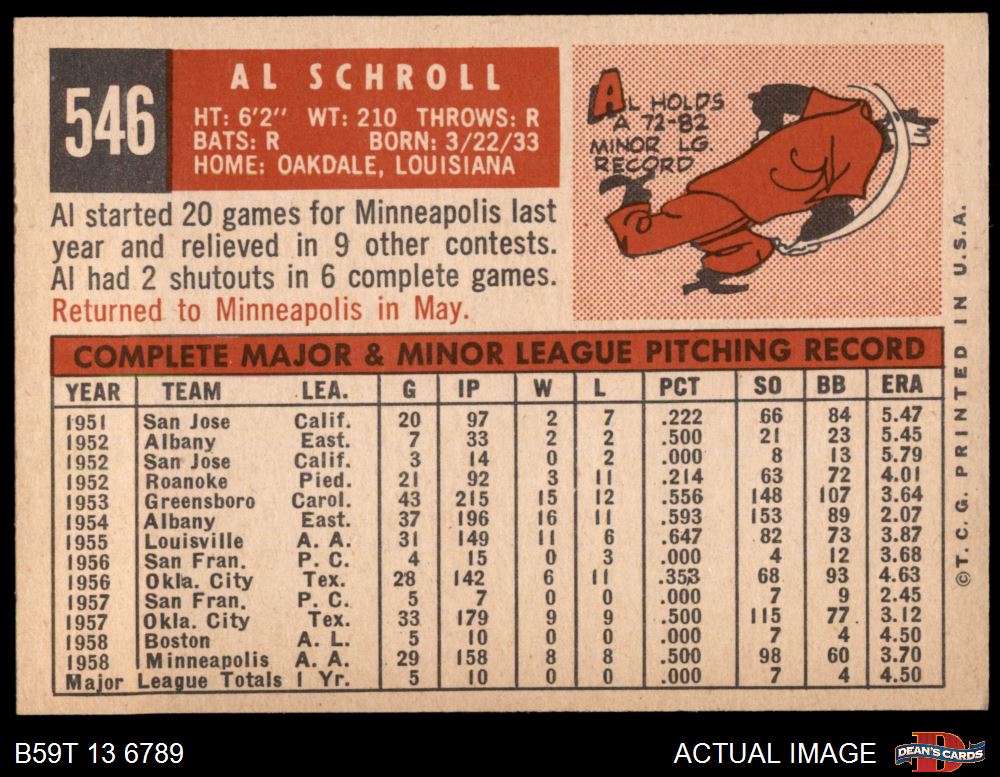 546
AL SCHROLL
HT: 6'2" WT: 210 THROWS: R
BATS: R BORN: 3/22/33
HOME: OAKDALE, LOUISIANA
Al started 20 games for Minneapolis last
year and relieved in 9 other contests.
Al had 2 shutouts in 6 complete games.
Returned to Minneapolis in May.
AL HOLDS
A 72-82
MINOR LG
RECORD
COMPLETE MAJOR & MINOR LEAGUE PITCHING RECORD
YEAR TEAM LEA. G IP W L PCT SO BB ERA
1951 San Jose Calif. 20 97 2 7 .222 66 84 5.47
1952 Albany East. 7 33 2 2 .500 21 23 5.45
1952 San Jose Calif. 3 14 0 2 .000 8 13 5.79
1952 Roanoke Pied. 21 92 3 11 .214 63 72 4.01
1953 Greensboro Carol. 43 215 15 12 .556 148 107 3.64
1954 Albany East. 37 196 16 11 .593 153 89 2.07
1955 Louisville A. A. 31 149 11 6 .647 82 73 3.87
1956 San Fran. P. C. 4 15 0 3 .000 4 12 3.68
1956 Okla. City Tex. 28 142 6 11 .353 68 93 4.63
1957 San Fran. P. C. 5 7 0 0 .000 7 9 2.45
1957 Okla. City Tex. 33 179 9 9 .500 115 77 3.12
1958 Boston A. L. 5 10 0 0 .000 7 4 4.50
1958 Minneapolis A. A. 29 158 8 8 .500 98 60 3.70
Major League Totals 1 Yr. 5 10 0 0 .000 7 4 4.50
©T. C. G. PRINTED IN U. S. A.
B59T 13 6789
ACTUAL IMAGE
D
DEAN'S CARDS